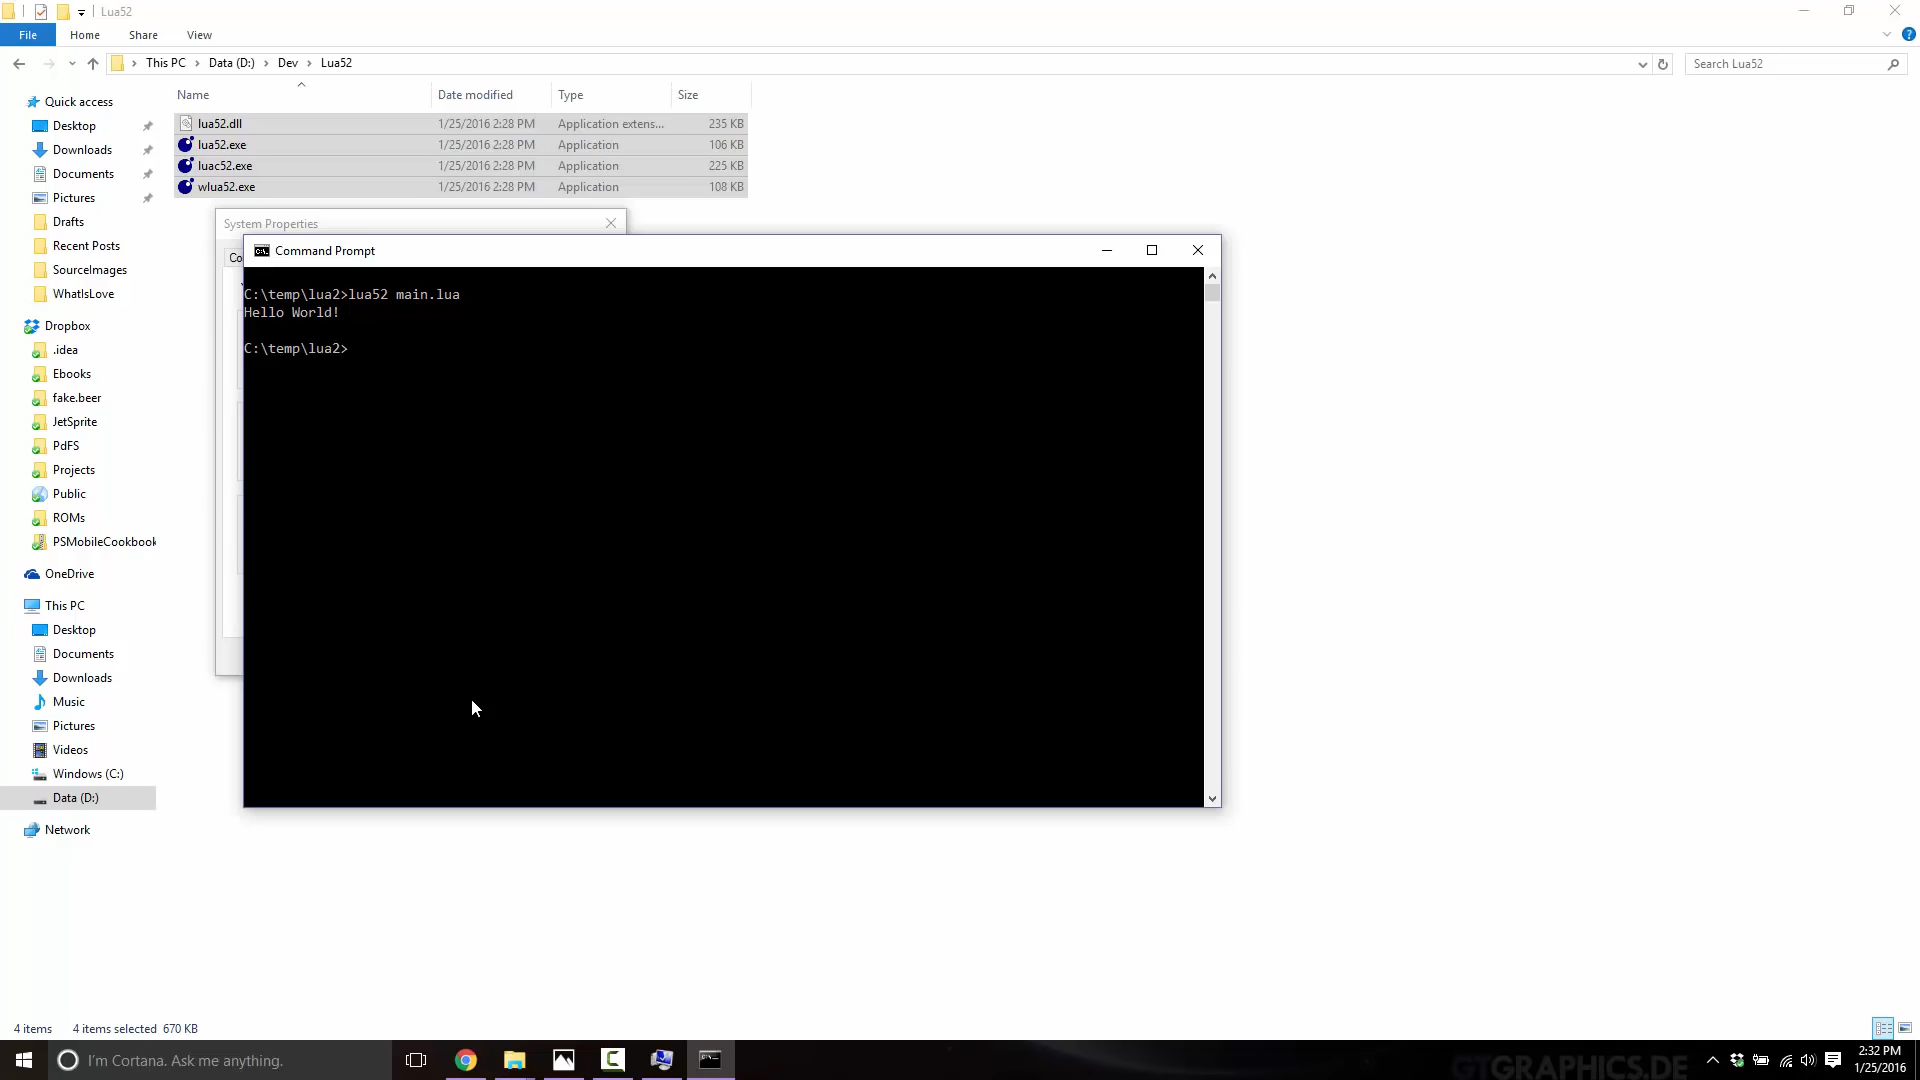 Lua52
File Home Share View
This PC Data (D:) Dev Lua52
Search Lua52
Name Date modified Type Size
lua52.dll 1/25/2016 2:28 PM Application extens... 235 KB
lua52.exe 1/25/2016 2:28 PM Application 106 KB
luac52.exe 1/25/2016 2:28 PM Application 225 KB
wlua52.exe 1/25/2016 2:28 PM Application 108 KB
Quick access
Desktop
Downloads
Documents
Pictures
Drafts
Recent Posts
SourceImages
WhatIsLove
Dropbox
.idea
Ebooks
fake.beer
JetSprite
PdFS
Projects
Public
ROMs
PSMobileCookbook
OneDrive
This PC
Desktop
Documents
Downloads
Music
Pictures
Videos
Windows (C:)
Data (D:)
Network
System Properties
Co
Command Prompt
C:\temp\lua2>lua52 main.lua
Hello World!
C:\temp\lua2>
4 items 4 items selected 670 KB
I'm Cortana. Ask me anything.
GTGRAPHICS.DE
2:32 PM
1/25/2016